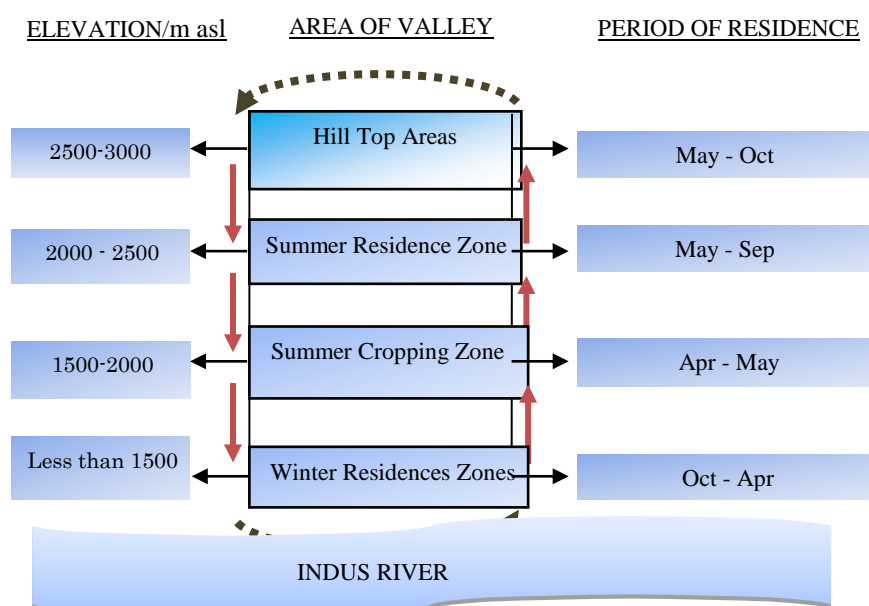 ELEVATION/m asl
AREA OF VALLEY
PERIOD OF RESIDENCE
2500-3000
Hill Top Areas
May - Oct
2000 - 2500
Summer Residence Zone
May - Sep
1500-2000
Summer Cropping Zone
Apr - May
Less than 1500
Winter Residences Zones
Oct - Apr
INDUS RIVER